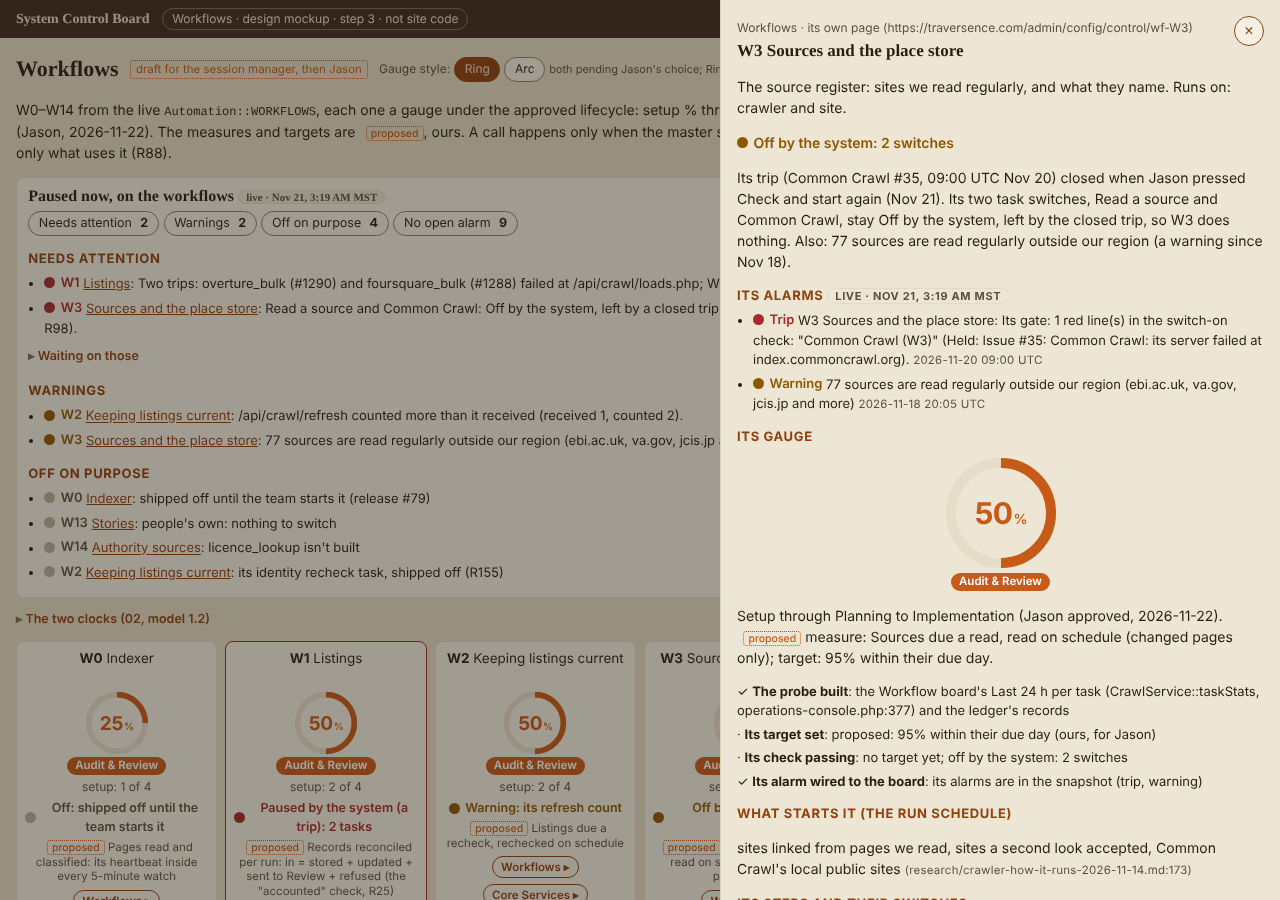 System Control Board
Workflows · design mockup · step 3 · not site code
Workflows
draft for the session manager, then Jason
Gauge style:
Ring
Arc
both pending Jason's choice; Rin
W0–W14 from the live Automation::WORKFLOWS, each one a gauge under the approved lifecycle: setup % thr
(Jason, 2026-11-22). The measures and targets are proposed, ours. A call happens only when the master s
only what uses it (R88).
Paused now, on the workflows live · Nov 21, 3:19 AM MST
Needs attention 2
Warnings 2
Off on purpose 4
No open alarm 9
NEEDS ATTENTION
• W1 Listings: Two trips: overture_bulk (#1290) and foursquare_bulk (#1288) failed at /api/crawl/loads.php; W
• W3 Sources and the place store: Read a source and Common Crawl: Off by the system, left by a closed trip
R98).
▸ Waiting on those
WARNINGS
• W2 Keeping listings current: /api/crawl/refresh counted more than it received (received 1, counted 2).
• W3 Sources and the place store: 77 sources are read regularly outside our region (ebi.ac.uk, va.gov, jcis.jp
OFF ON PURPOSE
• W0 Indexer: shipped off until the team starts it (release #79)
• W13 Stories: people's own: nothing to switch
• W14 Authority sources: licence_lookup isn't built
• W2 Keeping listings current: its identity recheck task, shipped off (R155)
▸ The two clocks (02, model 1.2)
W0 Indexer
25%
Audit & Review
setup: 1 of 4
Off: shipped off until the
team starts it
proposed Pages read and
classified: its heartbeat inside
every 5-minute watch
Workflows ▸
W1 Listings
50%
Audit & Review
setup: 2 of 4
Paused by the system (a
trip): 2 tasks
proposed Records reconciled
per run: in = stored + updated +
sent to Review + refused (the
"accounted" check, R25)
W2 Keeping listings current
50%
Audit & Review
setup: 2 of 4
Warning: its refresh count
proposed Listings due a
recheck, rechecked on schedule
Workflows ▸
Core Services ▸
W3 Sourc
Au
s
Off b
proposed
read on s
W
Workflows · its own page (https://traversence.com/admin/config/control/wf-W3)
×
W3 Sources and the place store
The source register: sites we read regularly, and what they name. Runs on:
crawler and site.
Off by the system: 2 switches
Its trip (Common Crawl #35, 09:00 UTC Nov 20) closed when Jason pressed
Check and start again (Nov 21). Its two task switches, Read a source and
Common Crawl, stay Off by the system, left by the closed trip, so W3 does
nothing. Also: 77 sources are read regularly outside our region (a warning since
Nov 18).
ITS ALARMS LIVE · NOV 21, 3:19 AM MST
• Trip W3 Sources and the place store: Its gate: 1 red line(s) in the switch-on
check: "Common Crawl (W3)" (Held: Issue #35: Common Crawl: its server failed at
index.commoncrawl.org). 2026-11-20 09:00 UTC
• Warning 77 sources are read regularly outside our region (ebi.ac.uk, va.gov,
jcis.jp and more) 2026-11-18 20:05 UTC
ITS GAUGE
50%
Audit & Review
Setup through Planning to Implementation (Jason approved, 2026-11-22).
proposed measure: Sources due a read, read on schedule (changed pages
only); target: 95% within their due day.
✓ The probe built: the Workflow board's Last 24 h per task (CrawlService::taskStats,
operations-console.php:377) and the ledger's records
· Its target set: proposed: 95% within their due day (ours, for Jason)
· Its check passing: no target yet; off by the system: 2 switches
✓ Its alarm wired to the board: its alarms are in the snapshot (trip, warning)
WHAT STARTS IT (THE RUN SCHEDULE)
sites linked from pages we read, sites a second look accepted, Common
Crawl's local public sites (research/crawler-how-it-runs-2026-11-14.md:173)